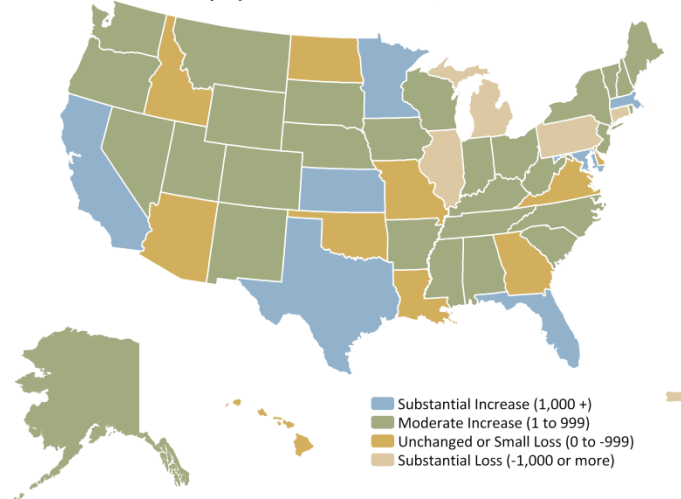 Substantial Increase (1,000 +)
Moderate Increase (1 to 999)
Unchanged or Small Loss (0 to -999)
Substantial Loss (-1,000 or more)